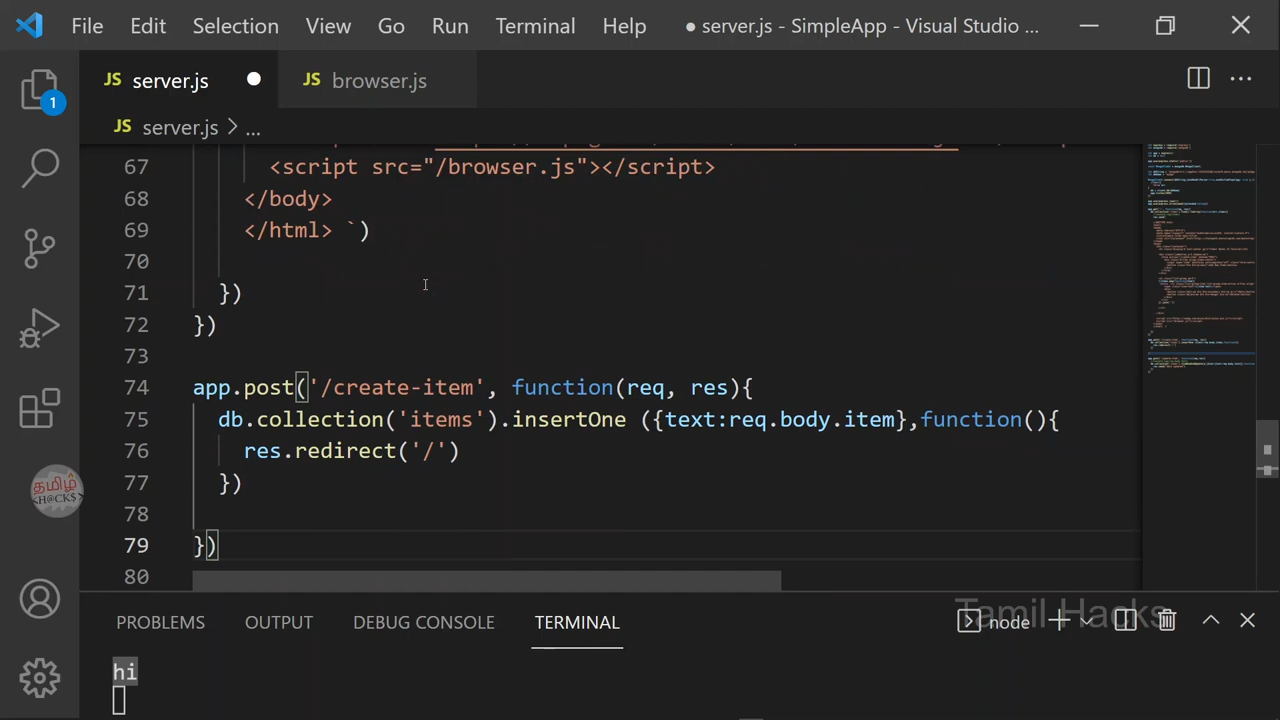 File Edit Selection View Go Run Terminal Help ● server.js - SimpleApp - Visual Studio ...
JS server.js JS browser.js
1
JS server.js > ...
67 <script src="/browser.js"></script>
68 </body>
69 </html> `)
70
71 })
72 })
73
74 app.post('/create-item', function(req, res){
75 db.collection('items').insertOne ({text:req.body.item},function(){
76 res.redirect('/')
77 })
78
79 })
80
தமிழ்
<H@CK$>
PROBLEMS OUTPUT DEBUG CONSOLE TERMINAL node
Tamil Hacks
hi